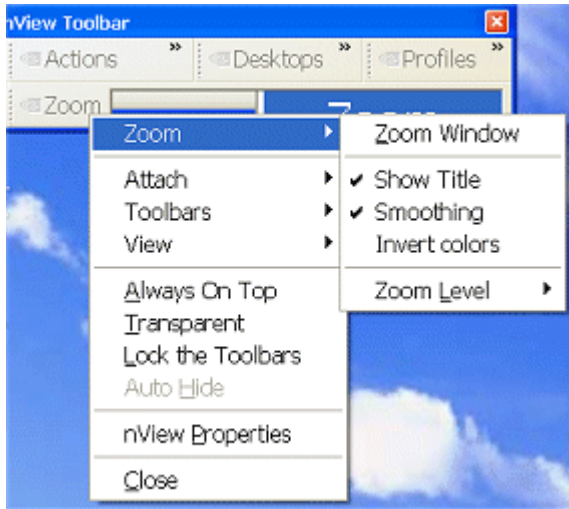 nView Toolbar
Actions » Desktops » Profiles »
Zoom Zoom
Zoom Zoom Window
Attach Show Title
Toolbars Smoothing
View Invert colors
Always On Top Zoom Level
Transparent
Lock the Toolbars
Auto Hide
nView Properties
Close